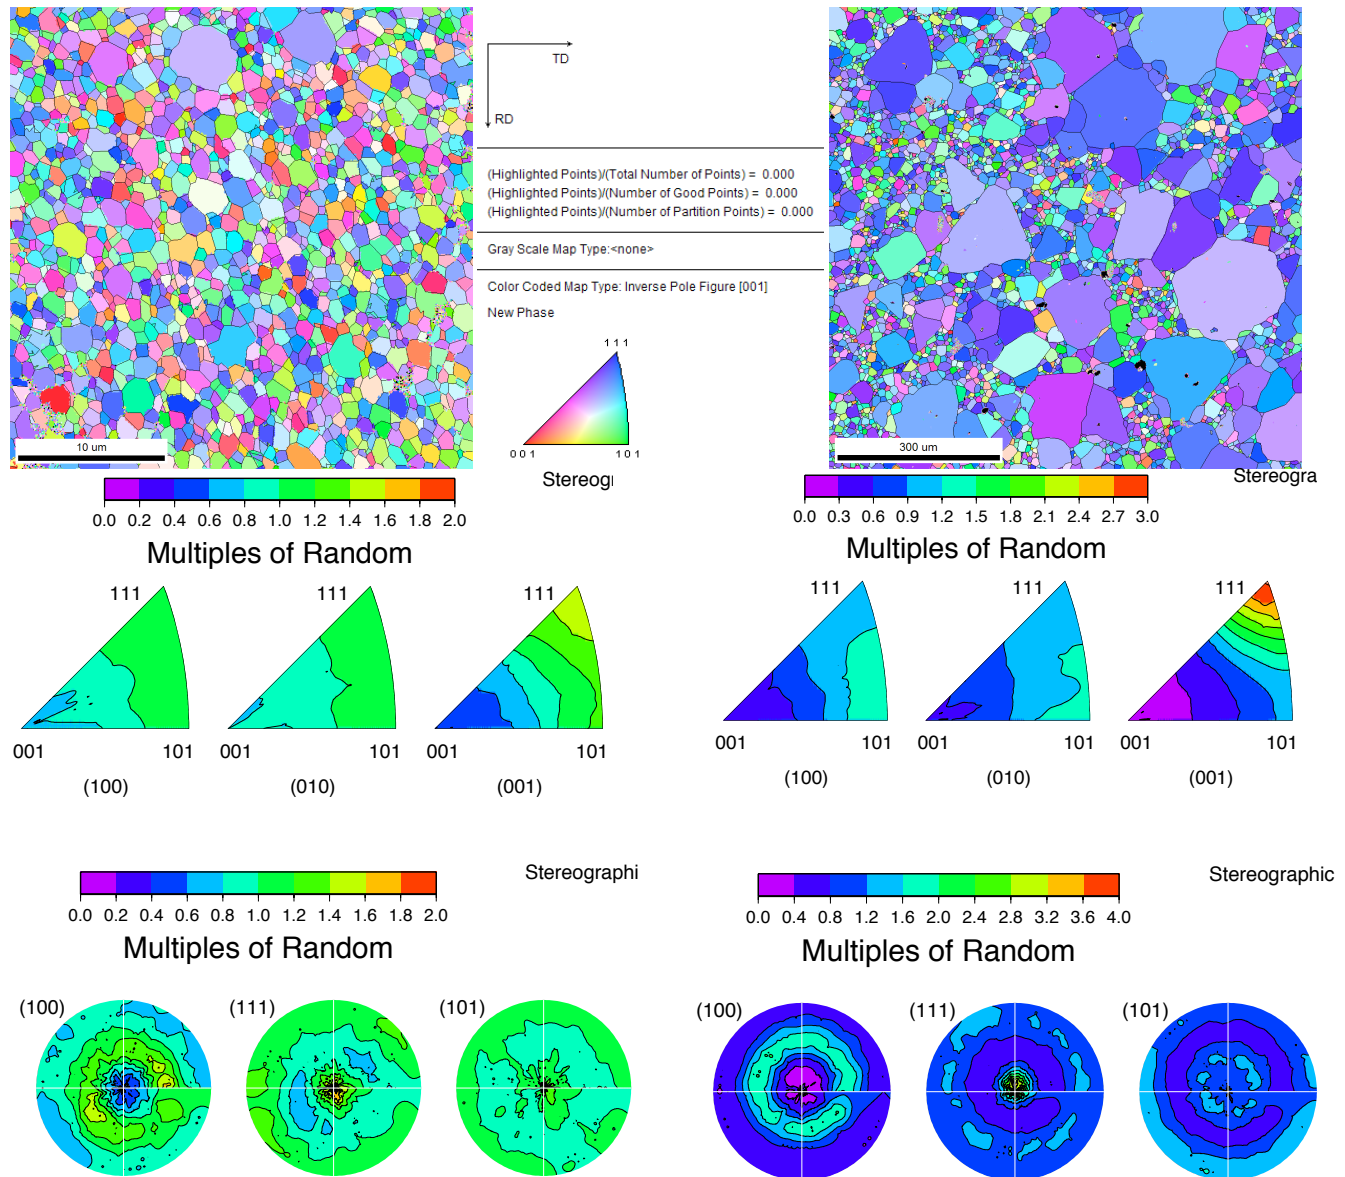 TD
RD
(Highlighted Points)/(Total Number of Points) = 0.000
(Highlighted Points)/(Number of Good Points) = 0.000
(Highlighted Points)/(Number of Partition Points) = 0.000
Gray Scale Map Type:<none>
Color Coded Map Type: Inverse Pole Figure [001]
New Phase
1 1 1
0 0 1 1 0 1
10 um
300 um
Stereogr
Stereogra
0.0 0.2 0.4 0.6 0.8 1.0 1.2 1.4 1.6 1.8 2.0
Multiples of Random
0.0 0.3 0.6 0.9 1.2 1.5 1.8 2.1 2.4 2.7 3.0
Multiples of Random
111 111 111
001 101 001 101 001 101
(100) (010) (001)
111 111 111
001 101 001 101 001 101
(100) (010) (001)
Stereographi
0.0 0.2 0.4 0.6 0.8 1.0 1.2 1.4 1.6 1.8 2.0
Multiples of Random
Stereographic
0.0 0.4 0.8 1.2 1.6 2.0 2.4 2.8 3.2 3.6 4.0
Multiples of Random
(100) (111) (101)
(100) (111) (101)